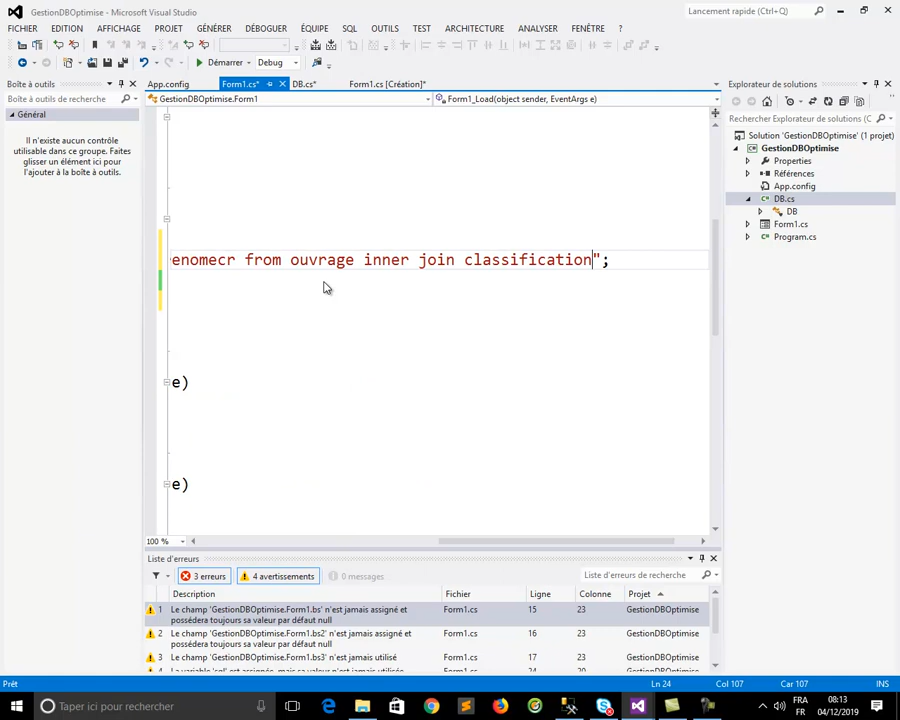 GestionDBOptimise - Microsoft Visual Studio
Lancement rapide (Ctrl+Q)
FICHIER EDITION AFFICHAGE PROJET GÉNÉRER DÉBOGUER ÉQUIPE SQL OUTILS TEST ARCHITECTURE ANALYSER FENÊTRE ?
Démarrer Debug
Boîte à outils
Rechercher Boîte à outils de recherche
Général
Il n'existe aucun contrôle
utilisable dans ce groupe. Faites
glisser un élément ici pour
l'ajouter à la boîte à outils.
App.config Form1.cs* DB.cs* Form1.cs [Création]*
GestionDBOptimise.Form1 Form1_Load(object sender, EventArgs e)
enomecr from ouvrage inner join classification";
e)
e)
100 %
Explorateur de solutions
Rechercher Explorateur de solutions (C
Solution 'GestionDBOptimise' (1 projet)
GestionDBOptimise
Properties
Références
App.config
DB.cs
DB
Form1.cs
Program.cs
Liste d'erreurs
3 erreurs 4 avertissements 0 messages
Liste d'erreurs de recherche
Description Fichier Ligne Colonne Projet
1 Le champ 'GestionDBOptimise.Form1.bs' n'est jamais assigné et possédera toujours sa valeur par défaut null Form1.cs 15 23 GestionDBOptimise
2 Le champ 'GestionDBOptimise.Form1.bs2' n'est jamais assigné et possédera toujours sa valeur par défaut null Form1.cs 16 23 GestionDBOptimise
3 Le champ 'GestionDBOptimise.Form1.bs3' n'est jamais utilisé Form1.cs 17 23 GestionDBOptimise
Prêt Ln 24 Col 107 Car 107 INS
Taper ici pour rechercher
FRA 08:13
FR 04/12/2019